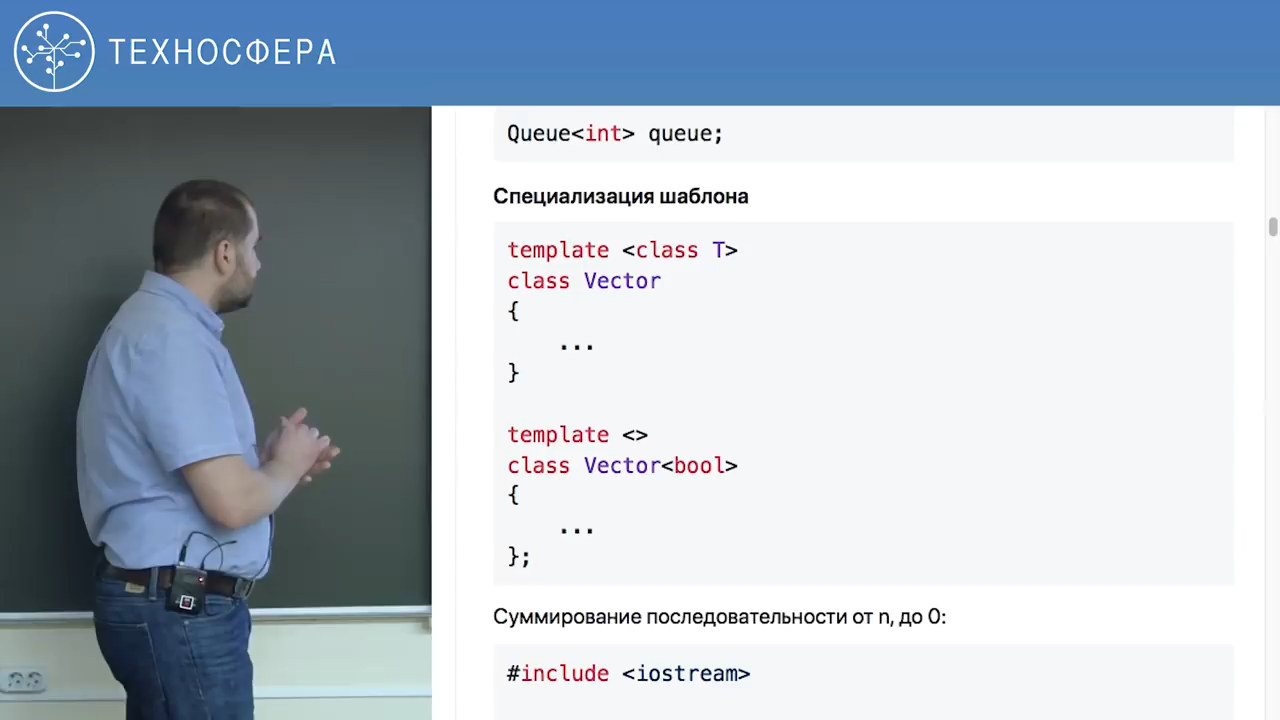 ТЕХНОСФЕРА
Queue<int> queue;
Специализация шаблона
template <class T>
class Vector
{
    ...
}
template <>
class Vector<bool>
{
    ...
};
Суммирование последовательности от n, до 0:
#include <iostream>